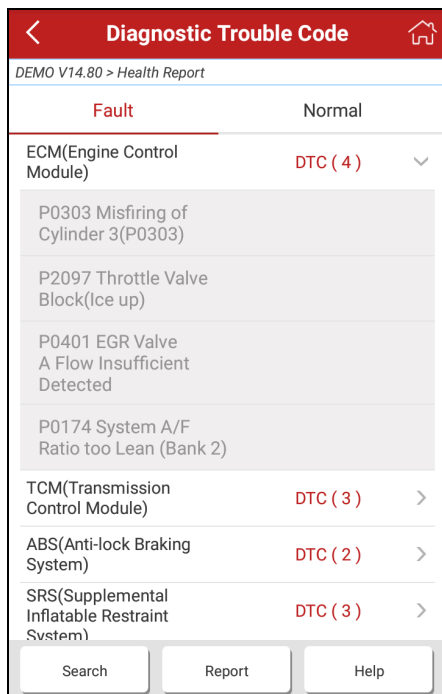 Diagnostic Trouble Code
DEMO V14.80 > Health Report
Fault
Normal
ECM(Engine Control
Module)
DTC ( 4 )
P0303 Misfiring of
Cylinder 3(P0303)
P2097 Throttle Valve
Block(Ice up)
P0401 EGR Valve
A Flow Insufficient
Detected
P0174 System A/F
Ratio too Lean (Bank 2)
TCM(Transmission
Control Module)
DTC ( 3 )
ABS(Anti-lock Braking
System)
DTC ( 2 )
SRS(Supplemental
Inflatable Restraint
System)
DTC ( 3 )
Search
Report
Help